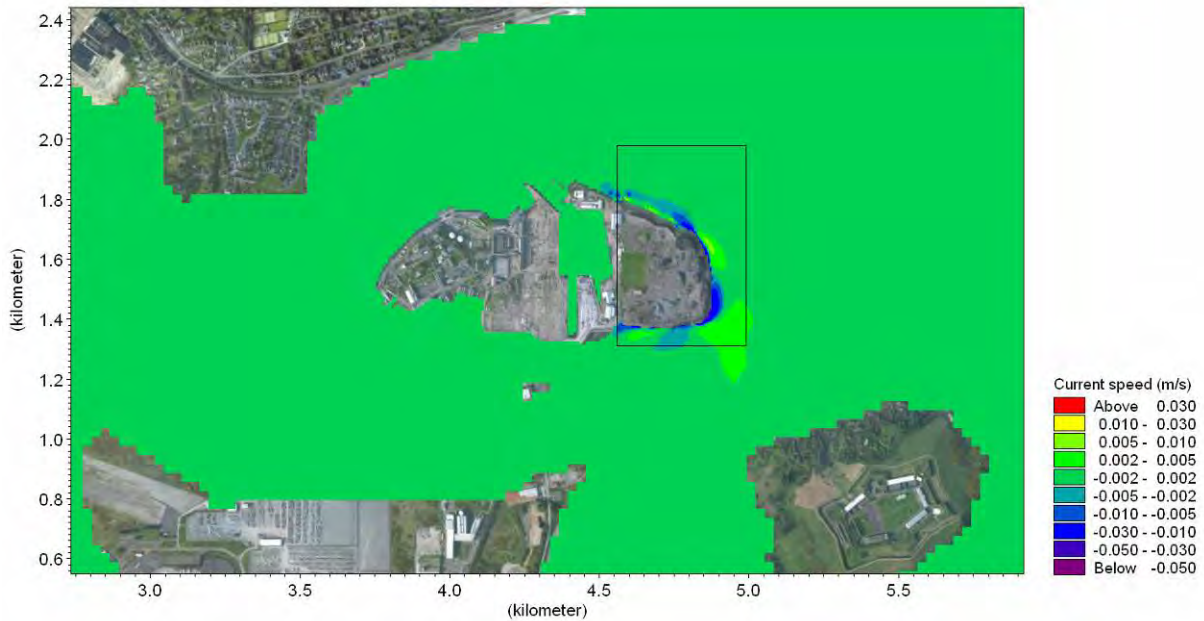 2.4
2.2
2.0
1.8
1.6
1.4
1.2
1.0
0.8
0.6
(kilometer)
3.0 3.5 4.0 4.5 5.0 5.5
(kilometer)
Current speed (m/s)
Above 0.030
0.010 - 0.030
0.005 - 0.010
0.002 - 0.005
-0.002 - 0.002
-0.005 - -0.002
-0.010 - -0.005
-0.030 - -0.010
-0.050 - -0.030
Below -0.050